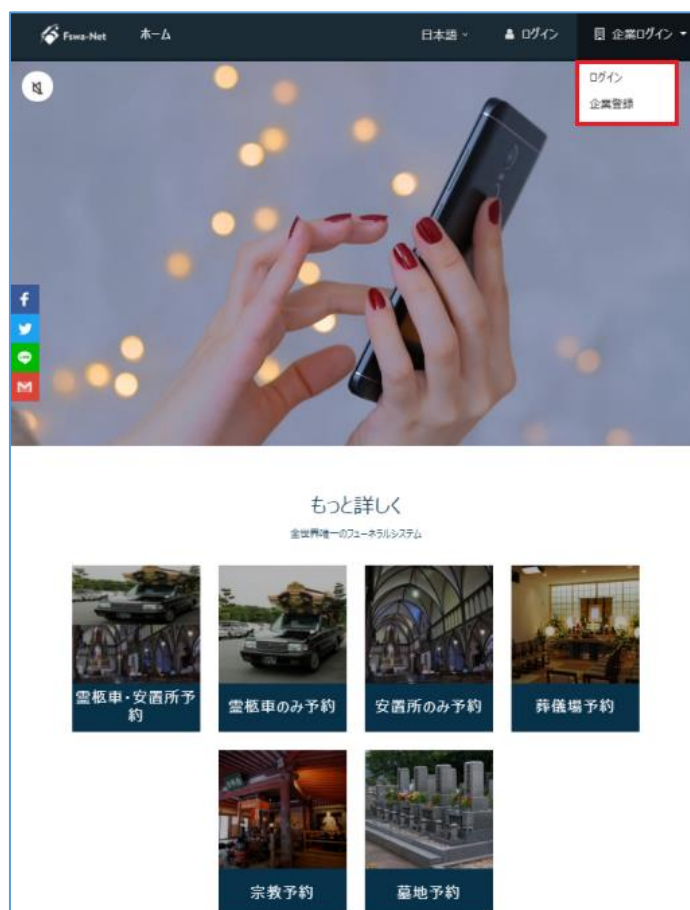 Fswa-Net
ホーム
日本語
ログイン
企業ログイン
ログイン
企業登録
もっと詳しく
全世界唯一のフューネラルシステム
霊柩車・安置所予
約
霊柩車のみ予約
安置所のみ予約
葬儀場予約
宗教予約
墓地予約